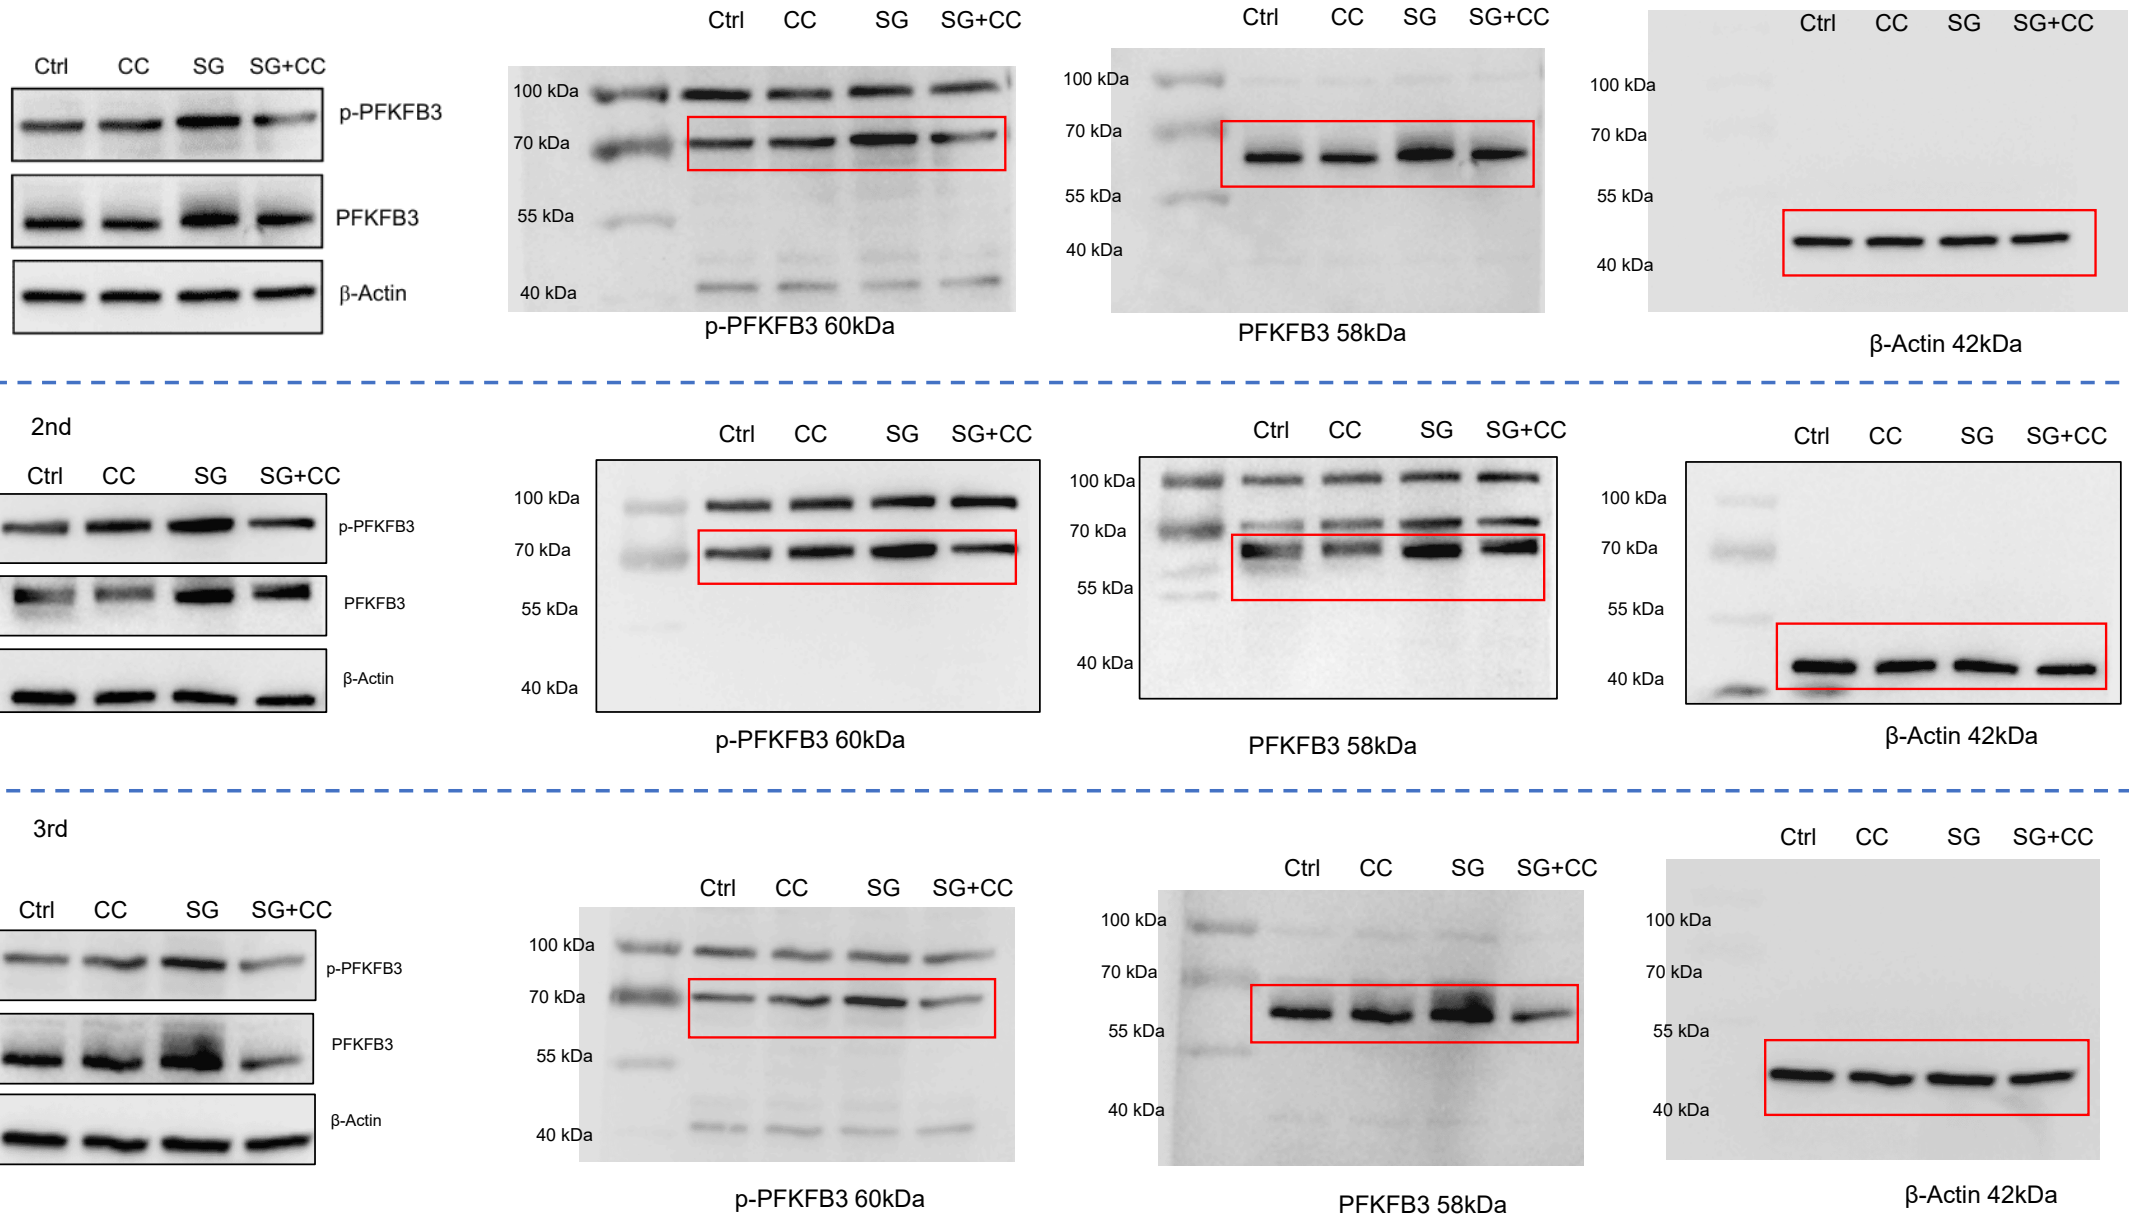 Ctrl CC SG SG+CC
p-PFKFB3
PFKFB3
β-Actin
Ctrl CC SG SG+CC
100 kDa
70 kDa
55 kDa
40 kDa
p-PFKFB3 60kDa
Ctrl CC SG SG+CC
100 kDa
70 kDa
55 kDa
40 kDa
PFKFB3 58kDa
Ctrl CC SG SG+CC
100 kDa
70 kDa
55 kDa
40 kDa
β-Actin 42kDa
2nd
Ctrl CC SG SG+CC
p-PFKFB3
PFKFB3
β-Actin
Ctrl CC SG SG+CC
100 kDa
70 kDa
55 kDa
40 kDa
p-PFKFB3 60kDa
Ctrl CC SG SG+CC
100 kDa
70 kDa
55 kDa
40 kDa
PFKFB3 58kDa
Ctrl CC SG SG+CC
100 kDa
70 kDa
55 kDa
40 kDa
β-Actin 42kDa
3rd
Ctrl CC SG SG+CC
p-PFKFB3
PFKFB3
β-Actin
Ctrl CC SG SG+CC
100 kDa
70 kDa
55 kDa
40 kDa
p-PFKFB3 60kDa
Ctrl CC SG SG+CC
100 kDa
70 kDa
55 kDa
40 kDa
PFKFB3 58kDa
Ctrl CC SG SG+CC
100 kDa
70 kDa
55 kDa
40 kDa
β-Actin 42kDa